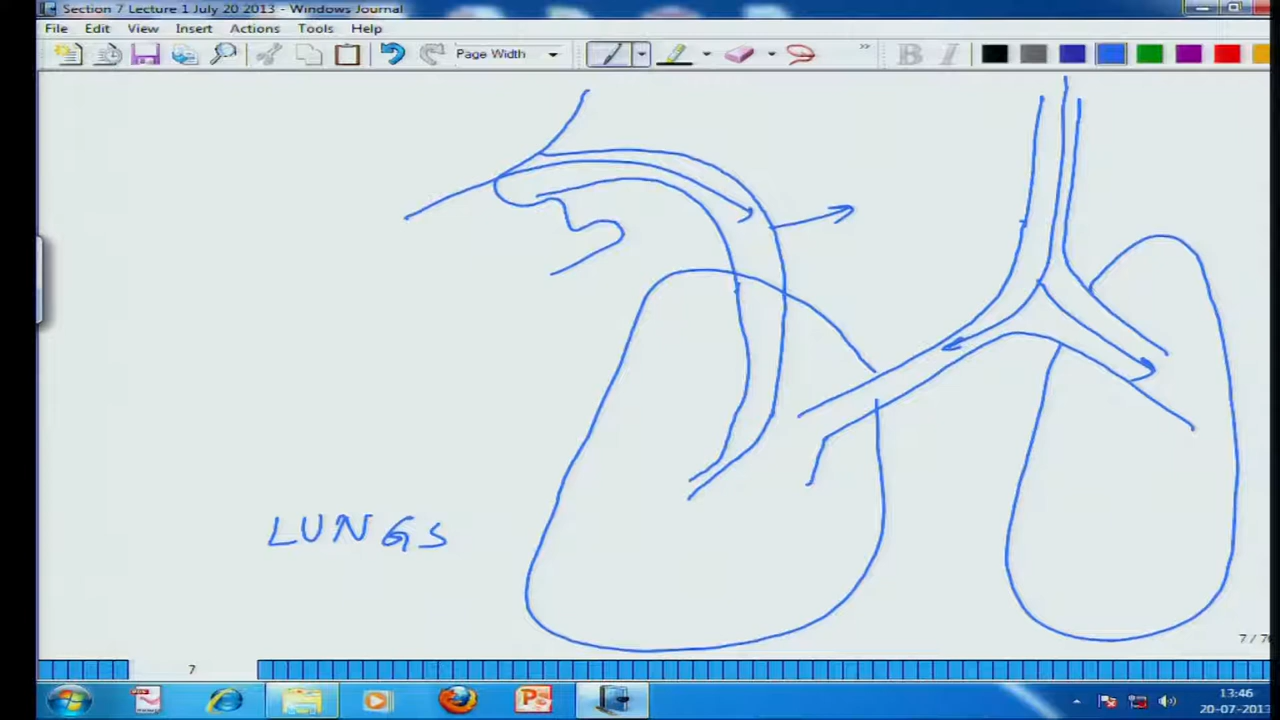 Section 7 Lecture 1 July 20 2013 - Windows Journal
File Edit View Insert Actions Tools Help
Page Width
B I
LUNGS
7
13:46
20-07-2013